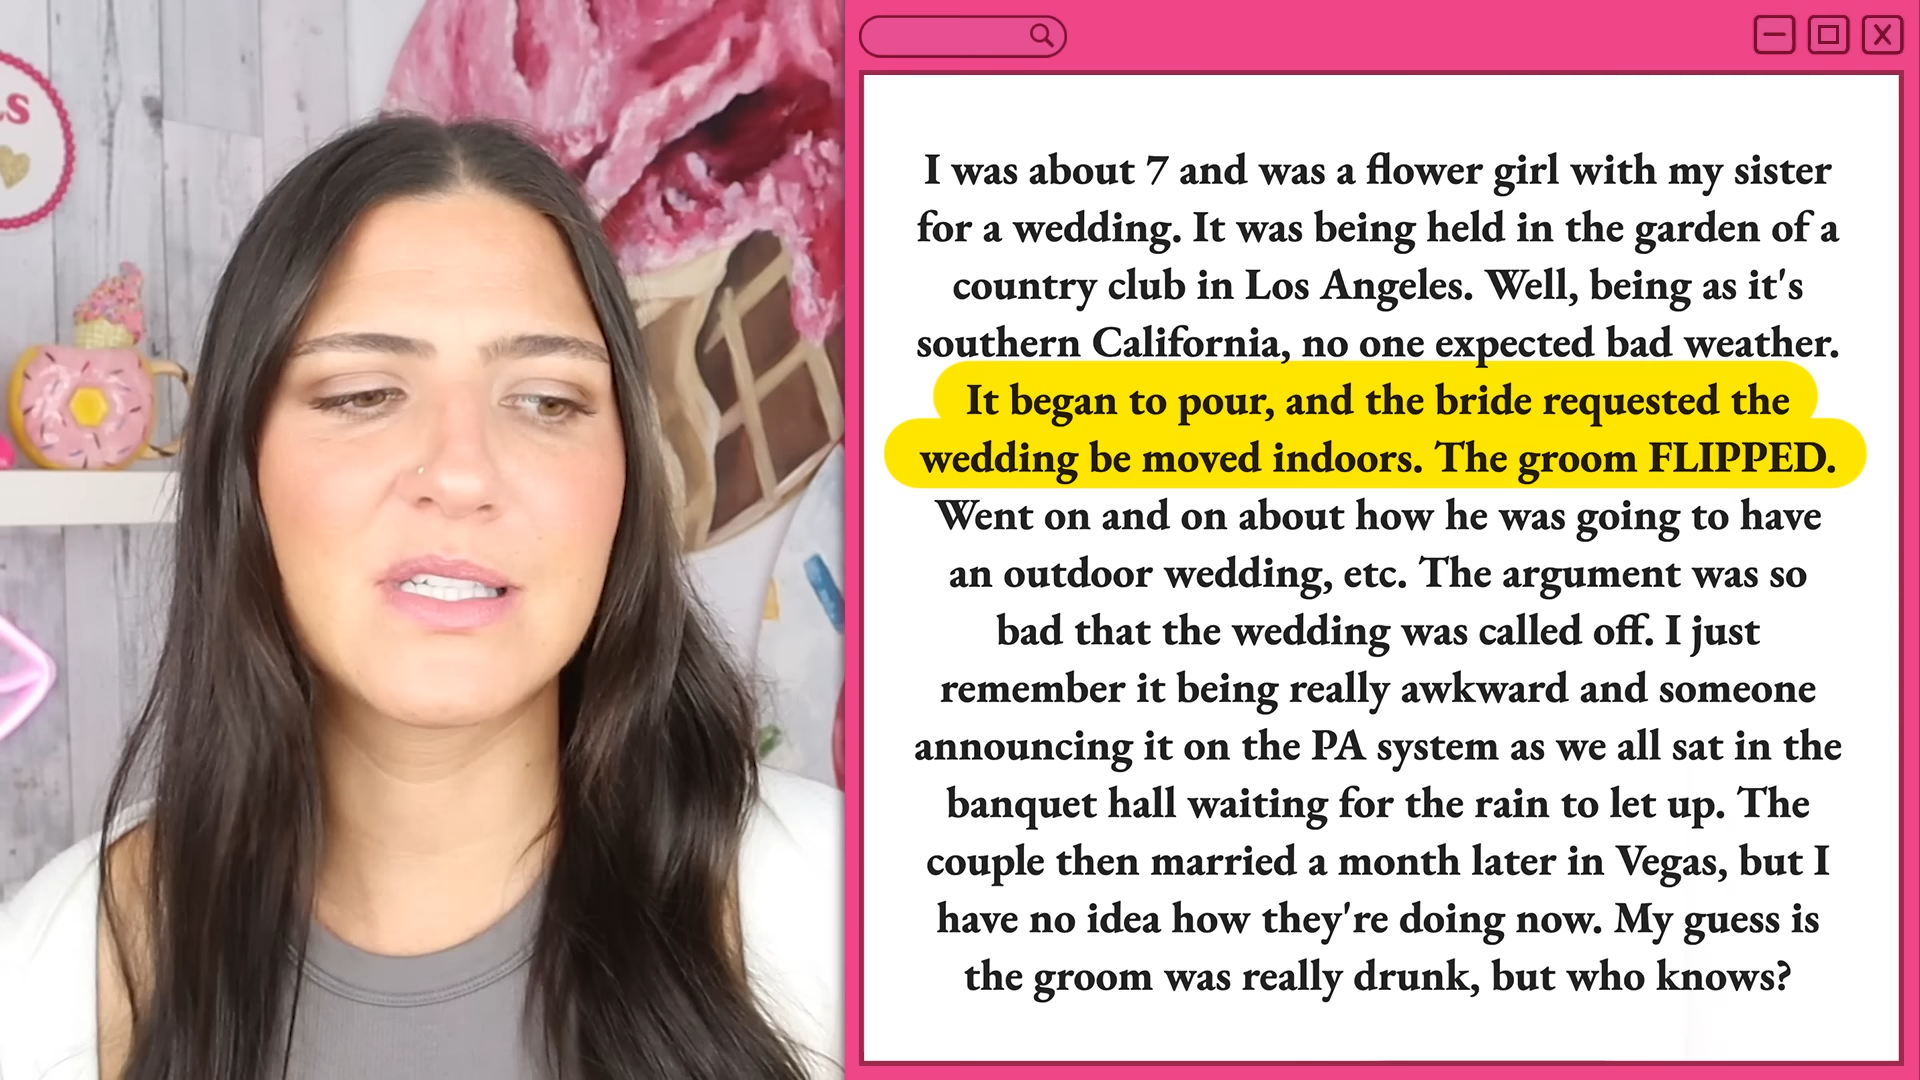 I was about 7 and was a flower girl with my sister
for a wedding. It was being held in the garden of a
country club in Los Angeles. Well, being as it's
southern California, no one expected bad weather.
It began to pour, and the bride requested the
wedding be moved indoors. The groom FLIPPED.
Went on and on about how he was going to have
an outdoor wedding, etc. The argument was so
bad that the wedding was called off. I just
remember it being really awkward and someone
announcing it on the PA system as we all sat in the
banquet hall waiting for the rain to let up. The
couple then married a month later in Vegas, but I
have no idea how they're doing now. My guess is
the groom was really drunk, but who knows?